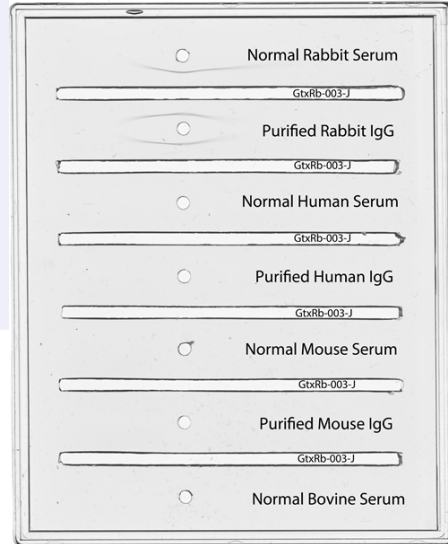 Normal Rabbit Serum
GtxRb-003-J
Purified Rabbit IgG
GtxRb-003-J
Normal Human Serum
GtxRb-003-J
Purified Human IgG
GtxRb-003-J
Normal Mouse Serum
GtxRb-003-J
Purified Mouse IgG
GtxRb-003-J
Normal Bovine Serum